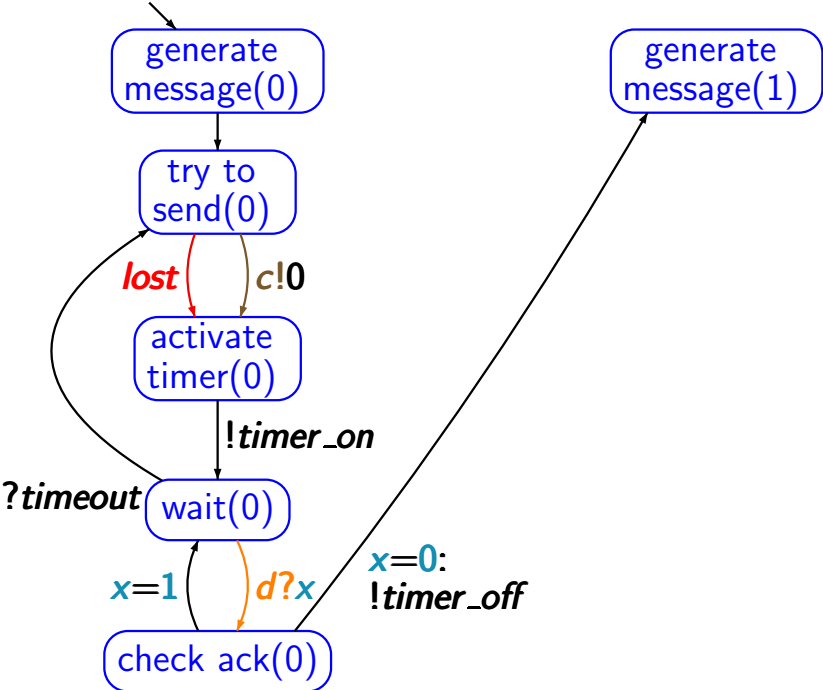 generate
message(0)
generate
message(1)
try to
send(0)
lost
c!0
activate
timer(0)
!timer_on
?timeout
wait(0)
x=1
d?x
x=0:
!timer_off
check ack(0)